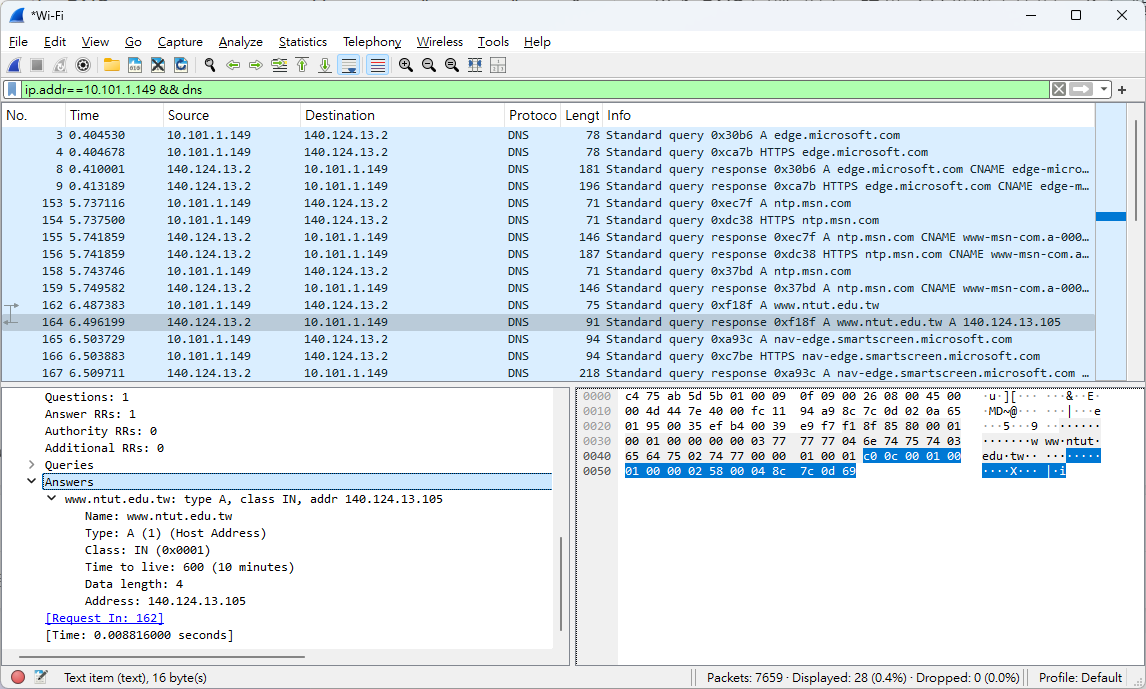 *Wi-Fi
File Edit View Go Capture Analyze Statistics Telephony Wireless Tools Help
ip.addr==10.101.1.149 && dns
No. Time Source Destination Protoco Lengt Info
3 0.404530 10.101.1.149 140.124.13.2 DNS 78 Standard query 0x30b6 A edge.microsoft.com
4 0.404678 10.101.1.149 140.124.13.2 DNS 78 Standard query 0xca7b HTTPS edge.microsoft.com
8 0.410001 140.124.13.2 10.101.1.149 DNS 181 Standard query response 0x30b6 A edge.microsoft.com CNAME edge-micro…
9 0.413189 140.124.13.2 10.101.1.149 DNS 196 Standard query response 0xca7b HTTPS edge.microsoft.com CNAME edge-m…
153 5.737116 10.101.1.149 140.124.13.2 DNS 71 Standard query 0xec7f A ntp.msn.com
154 5.737500 10.101.1.149 140.124.13.2 DNS 71 Standard query 0xdc38 HTTPS ntp.msn.com
155 5.741859 140.124.13.2 10.101.1.149 DNS 146 Standard query response 0xec7f A ntp.msn.com CNAME www-msn-com.a-000…
156 5.741859 140.124.13.2 10.101.1.149 DNS 187 Standard query response 0xdc38 HTTPS ntp.msn.com CNAME www-msn-com.a…
158 5.743746 10.101.1.149 140.124.13.2 DNS 71 Standard query 0x37bd A ntp.msn.com
159 5.749582 140.124.13.2 10.101.1.149 DNS 146 Standard query response 0x37bd A ntp.msn.com CNAME www-msn-com.a-000…
162 6.487383 10.101.1.149 140.124.13.2 DNS 75 Standard query 0xf18f A www.ntut.edu.tw
164 6.496199 140.124.13.2 10.101.1.149 DNS 91 Standard query response 0xf18f A www.ntut.edu.tw A 140.124.13.105
165 6.503729 10.101.1.149 140.124.13.2 DNS 94 Standard query 0xa93c A nav-edge.smartscreen.microsoft.com
166 6.503883 10.101.1.149 140.124.13.2 DNS 94 Standard query 0xc7be HTTPS nav-edge.smartscreen.microsoft.com
167 6.509711 140.124.13.2 10.101.1.149 DNS 218 Standard query response 0xa93c A nav-edge.smartscreen.microsoft.com …
Questions: 1
Answer RRs: 1
Authority RRs: 0
Additional RRs: 0
Queries
Answers
www.ntut.edu.tw: type A, class IN, addr 140.124.13.105
Name: www.ntut.edu.tw
Type: A (1) (Host Address)
Class: IN (0x0001)
Time to live: 600 (10 minutes)
Data length: 4
Address: 140.124.13.105
[Request In: 162]
[Time: 0.008816000 seconds]
0000 c4 75 ab 5d 5b 01 00 09 0f 09 00 26 08 00 45 00 ·u·][··· ···&··E·
0010 00 4d 44 7e 40 00 fc 11 94 a9 8c 7c 0d 02 0a 65 ·MD~@··· ···|···e
0020 01 95 00 35 ef b4 00 39 e9 f7 f1 8f 85 80 00 01 ···5···9 ········
0030 00 01 00 00 00 00 03 77 77 77 04 6e 74 75 74 03 ·······w ww·ntut·
0040 65 64 75 02 74 77 00 00 01 00 01 c0 0c 00 01 00 edu·tw·· ········
0050 01 00 00 02 58 00 04 8c 7c 0d 69 ····X··· |·i
Text item (text), 16 byte(s)
Packets: 7659 · Displayed: 28 (0.4%) · Dropped: 0 (0.0%)
Profile: Default